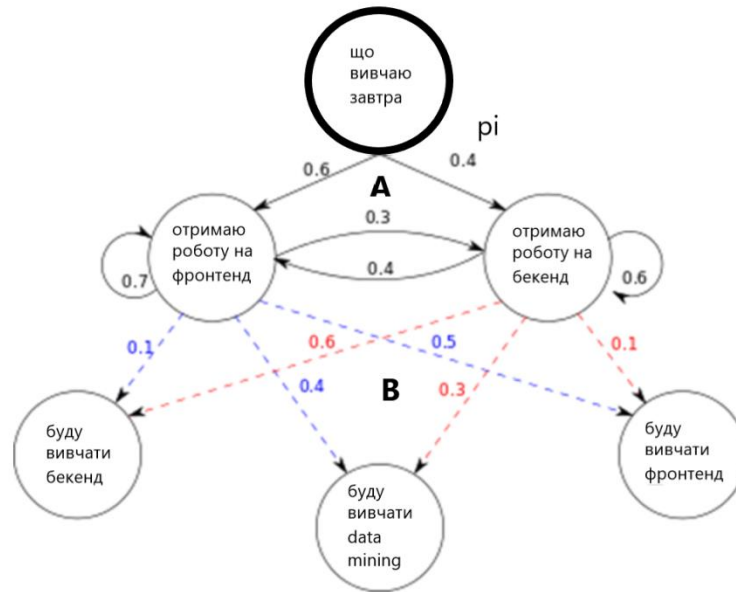 що
вивчаю
завтра
pi
0.6
0.4
A
отримаю
роботу на
фронтенд
0.3
отримаю
роботу на
бекенд
0.4
0.7
0.6
0.1
0.6
0.5
0.1
0.4
B
0.3
буду
вивчати
бекенд
буду
вивчати
data
mining
буду
вивчати
фронтенд